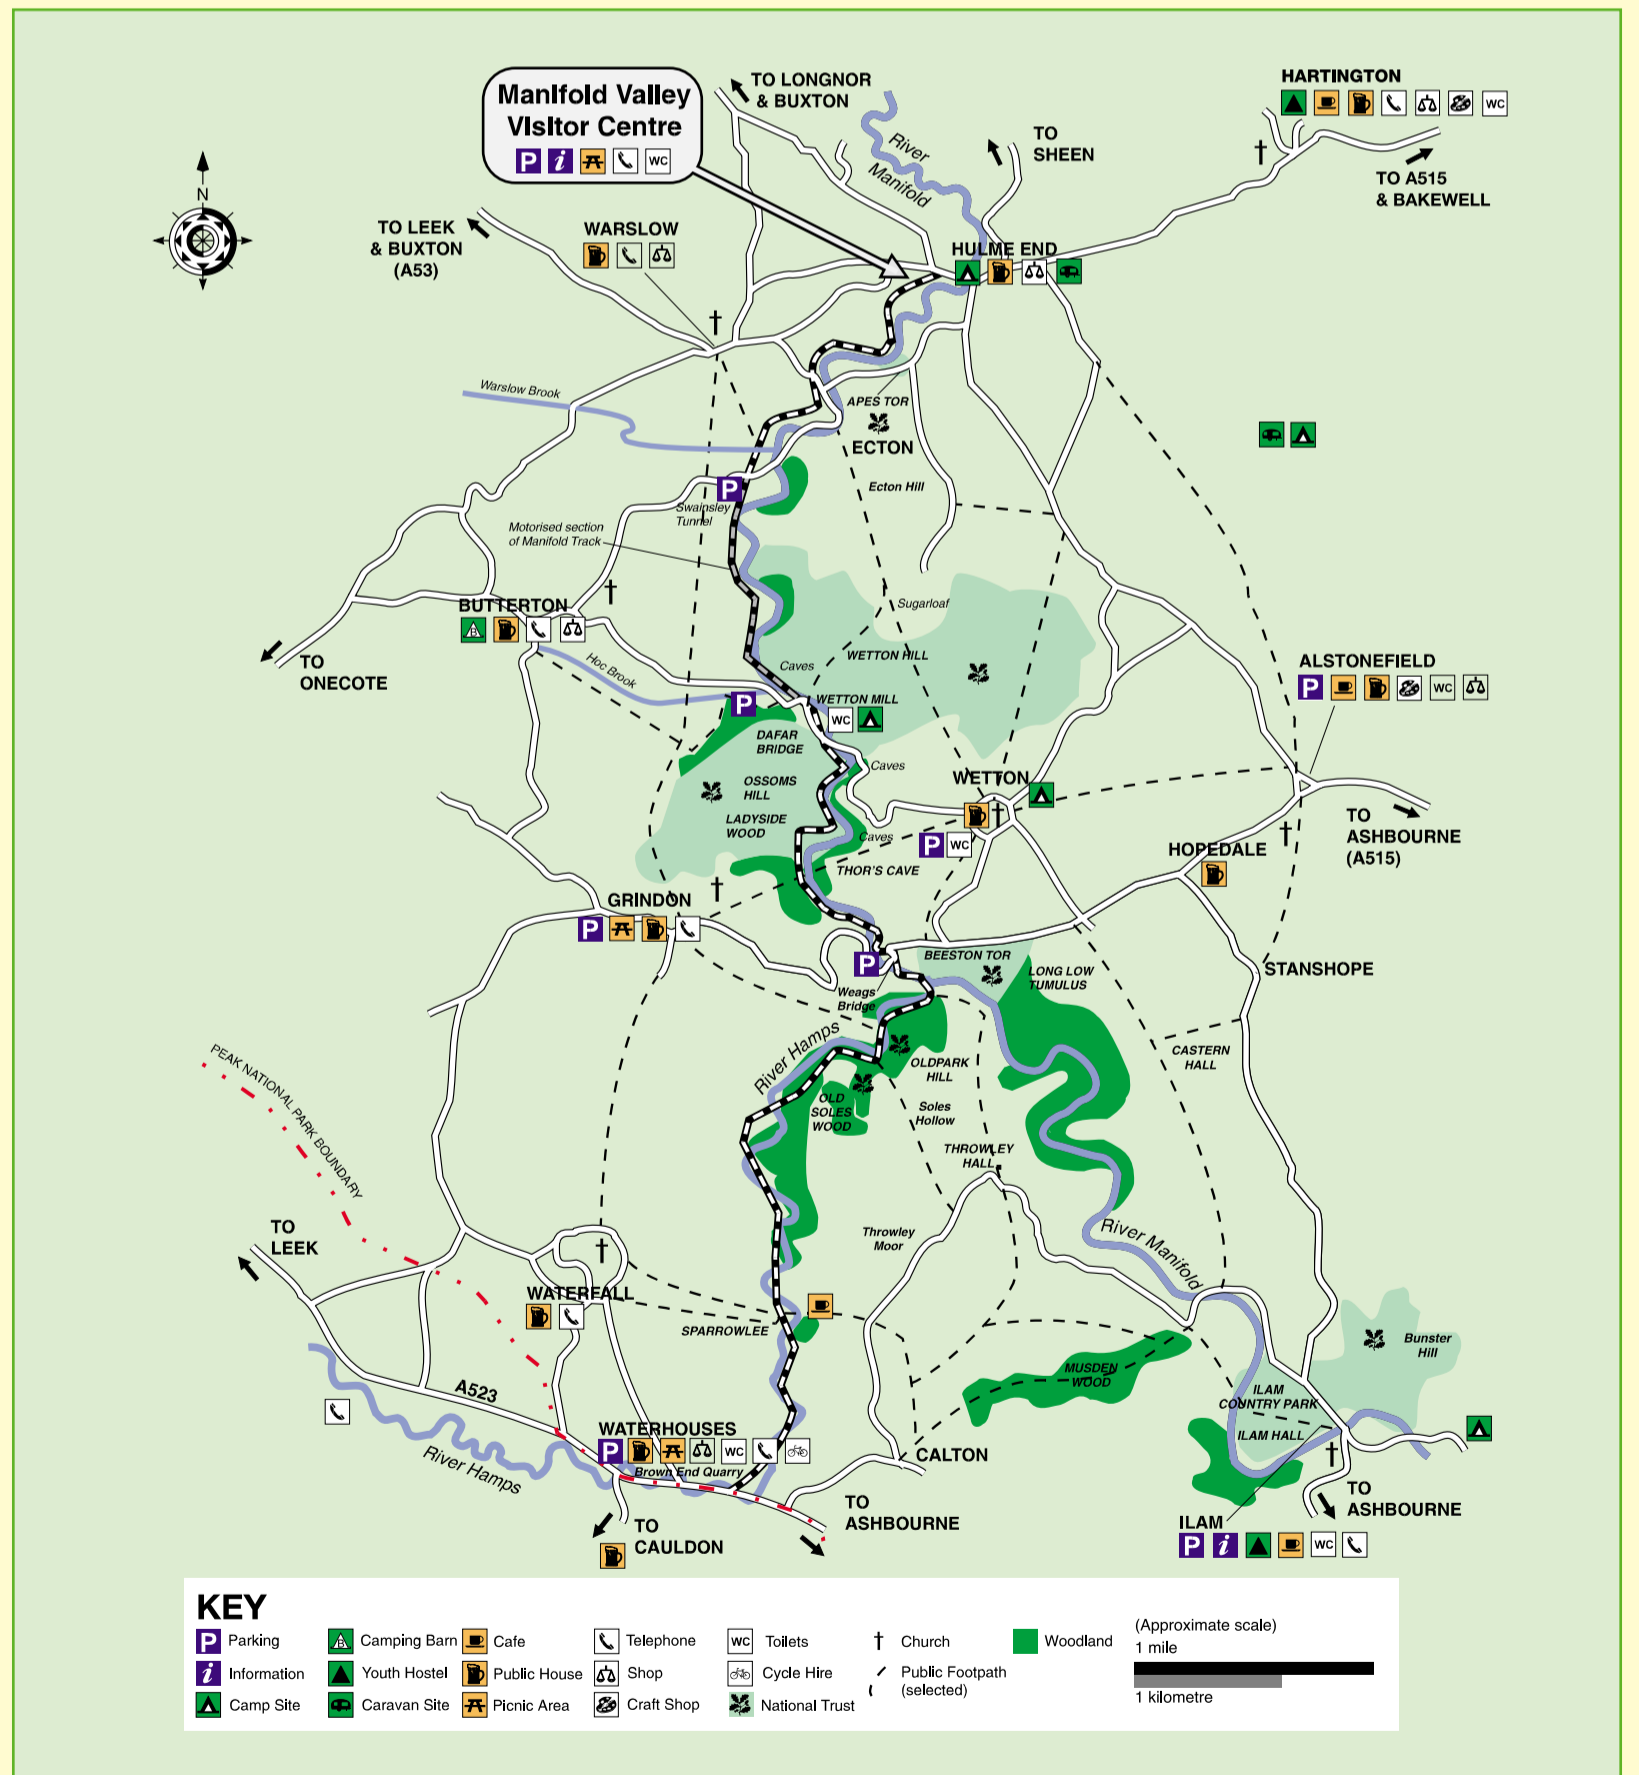 Manifold Valley
Visitor Centre
P i WC
TO LONGNOR
& BUXTON
River
Manifold
TO
SHEEN
HARTINGTON
WC
TO A515
& BAKEWELL
N
TO LEEK
& BUXTON
(A53)
WARSLOW
HULME END
Warslow Brook
APES TOR
ECTON
Ecton Hill
P
Swainsley
Tunnel
Motorised section
of Manifold Track
BUTTERTON
B
TO
ONECOTE
Hoc Brook
Sugarloaf
WETTON HILL
Caves
WETTON MILL
P
WC
DAFAR
BRIDGE
OSSOMS
HILL
LADYSIDE
WOOD
Caves
WETTON
Caves
P WC
THOR'S CAVE
ALSTONEFIELD
P WC
TO
ASHBOURNE
(A515)
HOPEDALE
GRINDON
P
P
Weags
Bridge
BEESTON TOR
LONG LOW
TUMULUS
STANSHOPE
CASTERN
HALL
River Hamps
OLDPARK
HILL
OLD
SOLES
WOOD
Soles
Hollow
THROWLEY
HALL
Throwley
Moor
River Manifold
PEAK NATIONAL PARK BOUNDARY
TO
LEEK
WATERFALL
SPARROWLEE
MUSDEN
WOOD
Bunster
Hill
ILAM
COUNTRY PARK
ILAM HALL
A523
River Hamps
WATERHOUSES
P WC
Brown End Quarry
CALTON
TO
ASHBOURNE
TO
CAULDON
TO
ASHBOURNE
ILAM
P i WC
KEY
P Parking
i Information
Camp Site
B Camping Barn
Youth Hostel
Caravan Site
Cafe
Public House
Picnic Area
Telephone
Shop
Craft Shop
WC Toilets
Cycle Hire
National Trust
Church
Public Footpath
(selected)
Woodland
(Approximate scale)
1 mile
1 kilometre